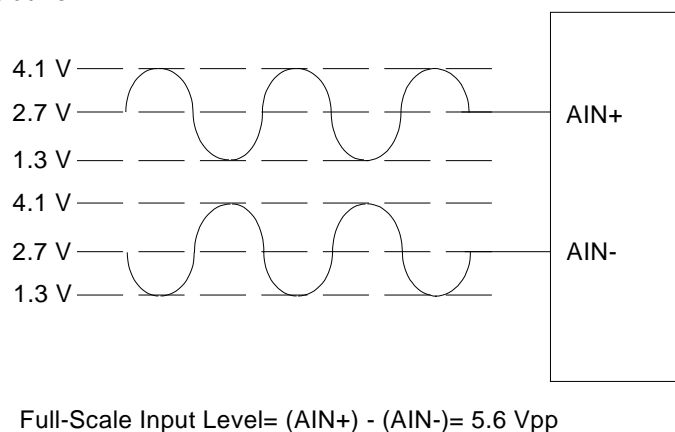 4.1 V
2.7 V
AIN+
1.3 V
4.1 V
2.7 V
AIN-
1.3 V
Full-Scale Input Level= (AIN+) - (AIN-)= 5.6 Vpp